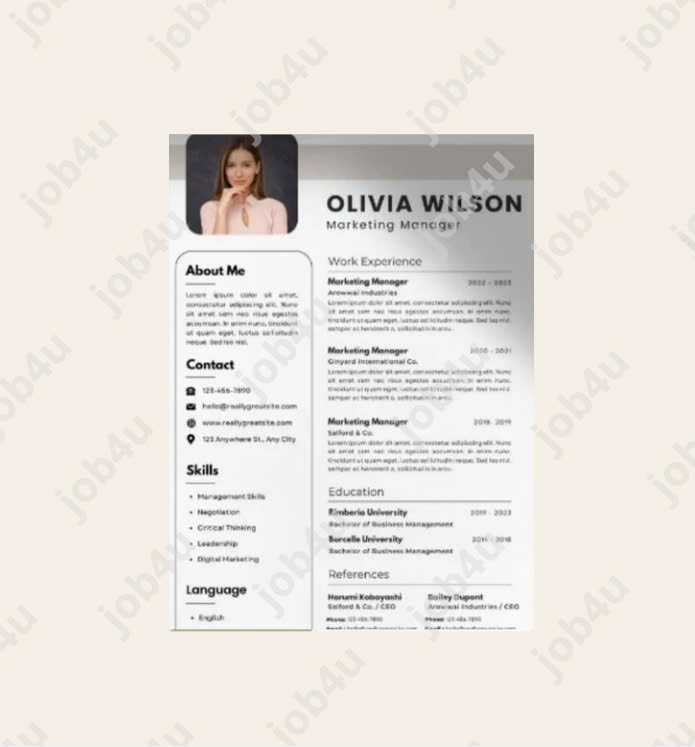 OLIVIA WILSON
Marketing Manager
About Me
Lorem ipsum dolor sit amet,
consectetur adipiscing elit. Nunc
sit amet sem nec risus egestas
accumsan. In enim nunc, tincidunt
ut quam eget, luctus sollicitudin
neque. Sed leo nisl,
Contact
123-456-7890
hello@reallygreatsite.com
www.reallygreatsite.com
123 Anywhere St., Any City
Skills
• Management Skills
• Negotiation
• Critical Thinking
• Leadership
• Digital Marketing
Language
• English
Work Experience
Marketing Manager 2022 - 2023
Arowwai Industries
Lorem ipsum dolor sit amet, consectetur adipiscing elit. Nunc
sit amet sem nec risus egestas accumsan. In enim nunc,
tincidunt ut quam eget, luctus sollicitudin neque. Sed leo nisl,
semper ac hendrerit a, sollicitudin in arcu.
Marketing Manager 2020 - 2021
Ginyard International Co.
Lorem ipsum dolor sit amet, consectetur adipiscing elit. Nunc
sit amet sem nec risus egestas accumsan. In enim nunc,
tincidunt ut quam eget, luctus sollicitudin neque. Sed leo nisl,
semper ac hendrerit a, sollicitudin in arcu.
Marketing Manager 2018 - 2019
Salford & Co.
Lorem ipsum dolor sit amet, consectetur adipiscing elit. Nunc
sit amet sem nec risus egestas accumsan. In enim nunc,
tincidunt ut quam eget, luctus sollicitudin neque. Sed leo nisl,
semper ac hendrerit a, sollicitudin in arcu.
Education
Rimberio University 2019 - 2023
Bachelor of Business Management
Borcelle University 2014 - 2018
Bachelor of Business Management
References
Harumi Kobayashi Bailey Dupont
Salford & Co. / CEO Arowwai Industries / CEO
Phone: 123-456-7890 Phone: 123-456-7890
job4u